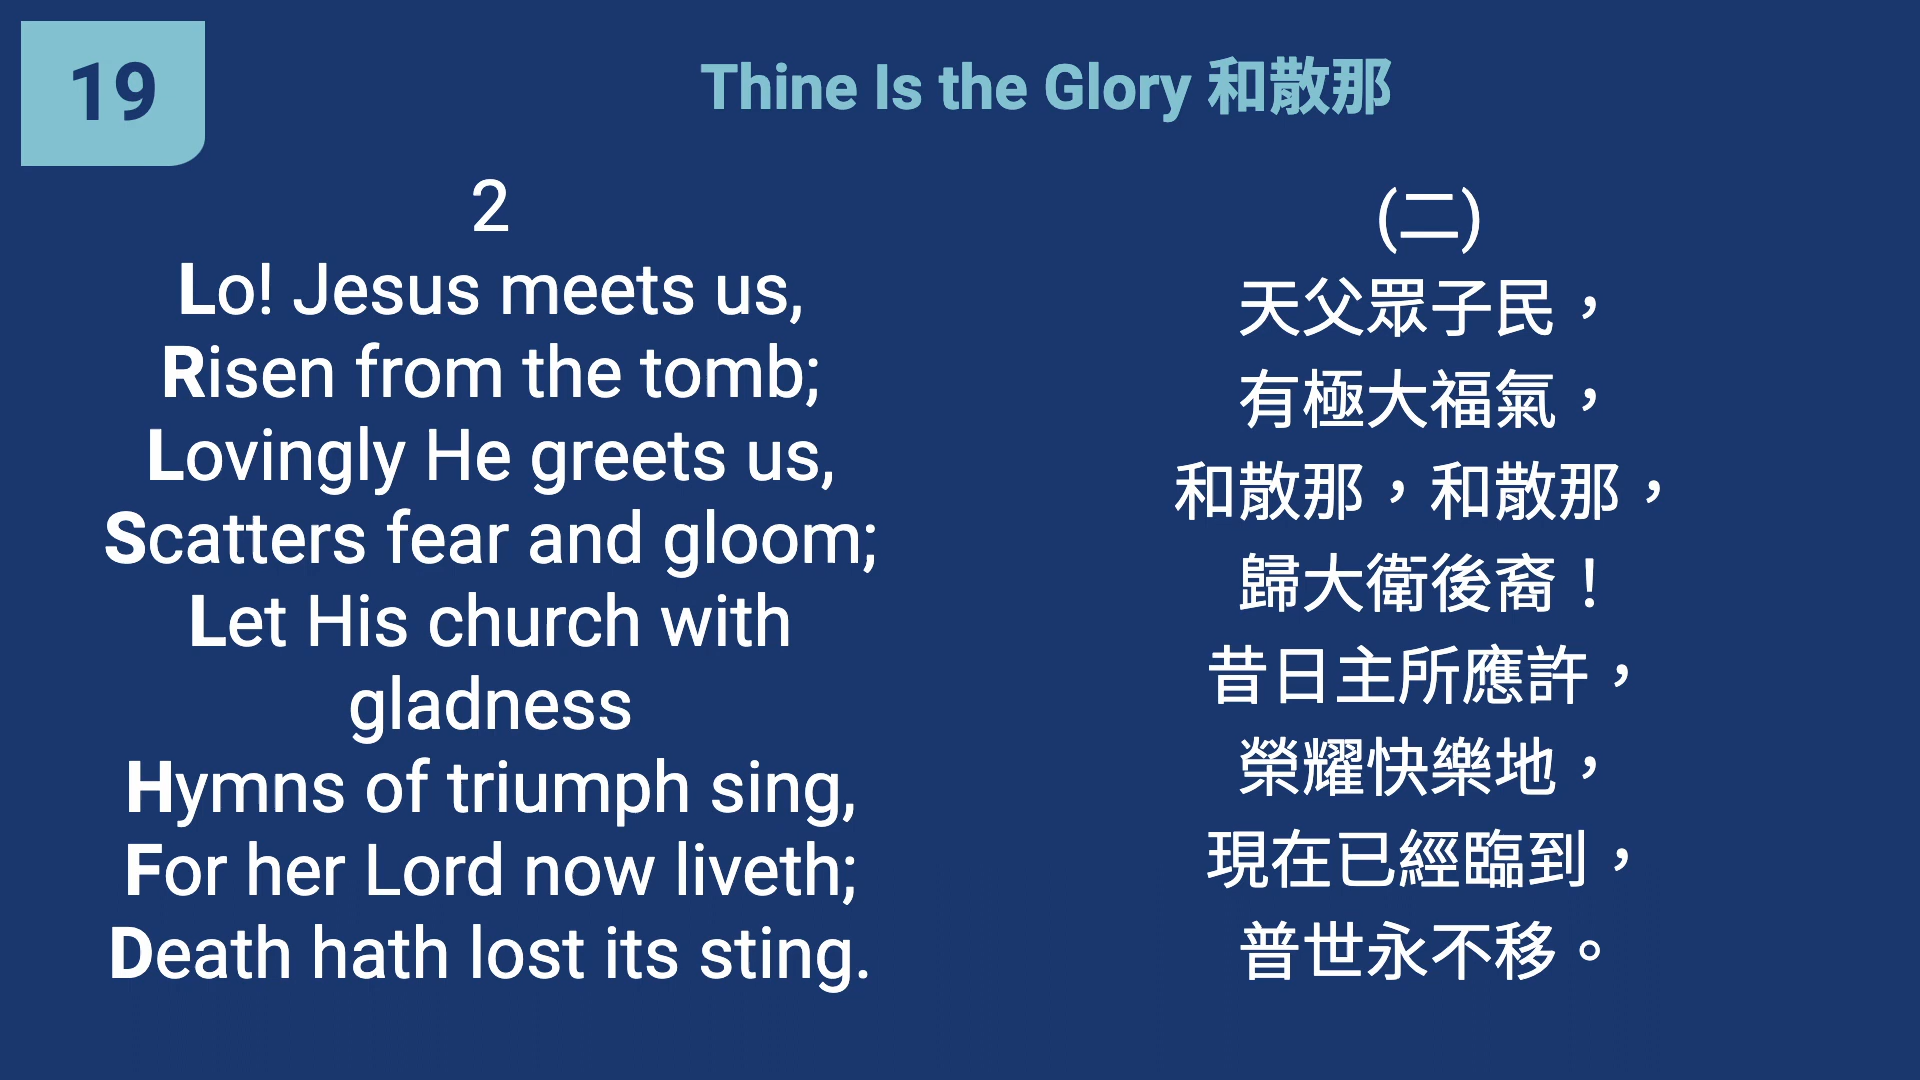 19
Thine Is the Glory 和散那
2
Lo! Jesus meets us,
Risen from the tomb;
Lovingly He greets us,
Scatters fear and gloom;
Let His church with
gladness
Hymns of triumph sing,
For her Lord now liveth;
Death hath lost its sting.
(二)
天父眾子民，
有極大福氣，
和散那，和散那，
歸大衛後裔！
昔日主所應許，
榮耀快樂地，
現在已經臨到，
普世永不移。